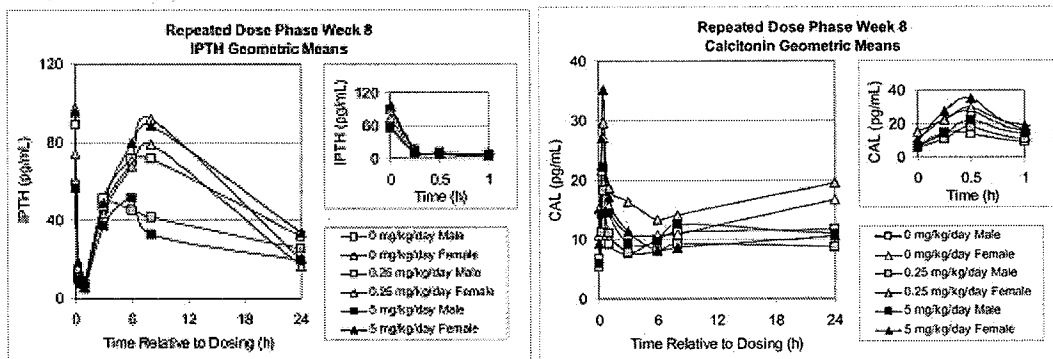 Repeated Dose Phase Week 8
IPTH Geometric Means
120
80
40
0
IPTH (pg/mL)
0 6 12 18 24
Time Relative to Dosing (h)
120
60
0
IPTH (pg/mL)
0 0.5 1
Time (h)
0 mg/kg/day Male
0 mg/kg/day Female
0.25 mg/kg/day Male
0.25 mg/kg/day Female
5 mg/kg/day Male
5 mg/kg/day Female
Repeated Dose Phase Week 8
Calcitonin Geometric Means
40
30
20
10
0
CAL (pg/mL)
0 6 12 18 24
Time Relative to Dosing (h)
40
20
0
CAL (pg/mL)
0 0.5 1
Time (h)
0 mg/kg/day Male
0 mg/kg/day Female
0.25 mg/kg/day Male
0.25 mg/kg/day Female
5 mg/kg/day Male
5 mg/kg/day Female